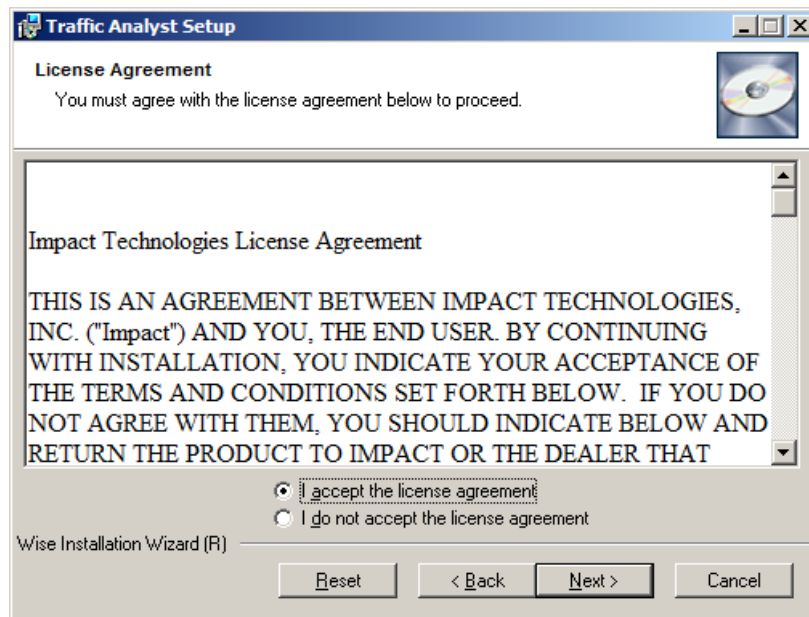 Traffic Analyst Setup
License Agreement
You must agree with the license agreement below to proceed.
Impact Technologies License Agreement
THIS IS AN AGREEMENT BETWEEN IMPACT TECHNOLOGIES,
INC. ("Impact") AND YOU, THE END USER. BY CONTINUING
WITH INSTALLATION, YOU INDICATE YOUR ACCEPTANCE OF
THE TERMS AND CONDITIONS SET FORTH BELOW.  IF YOU DO
NOT AGREE WITH THEM, YOU SHOULD INDICATE BELOW AND
RETURN THE PRODUCT TO IMPACT OR THE DEALER THAT
I accept the license agreement
I do not accept the license agreement
Wise Installation Wizard (R)
Reset < Back Next > Cancel